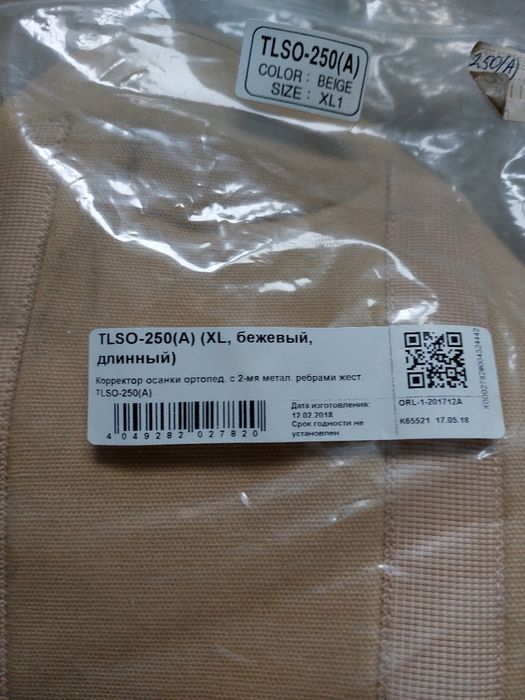 TLSO-250(A)
COLOR : BEIGE
SIZE : XL1
250(A)
TLSO-250(A) (XL, бежевый,
длинный)
Корректор осанки ортопед. с 2-мя метал. ребрами жест.
TLSO-250(A)
4 049282 027820
Дата изготовления:
12.02.2018
Срок годности не
установлен
ORL-1-201712A
K65521 17.05.18
X0002782W004324442